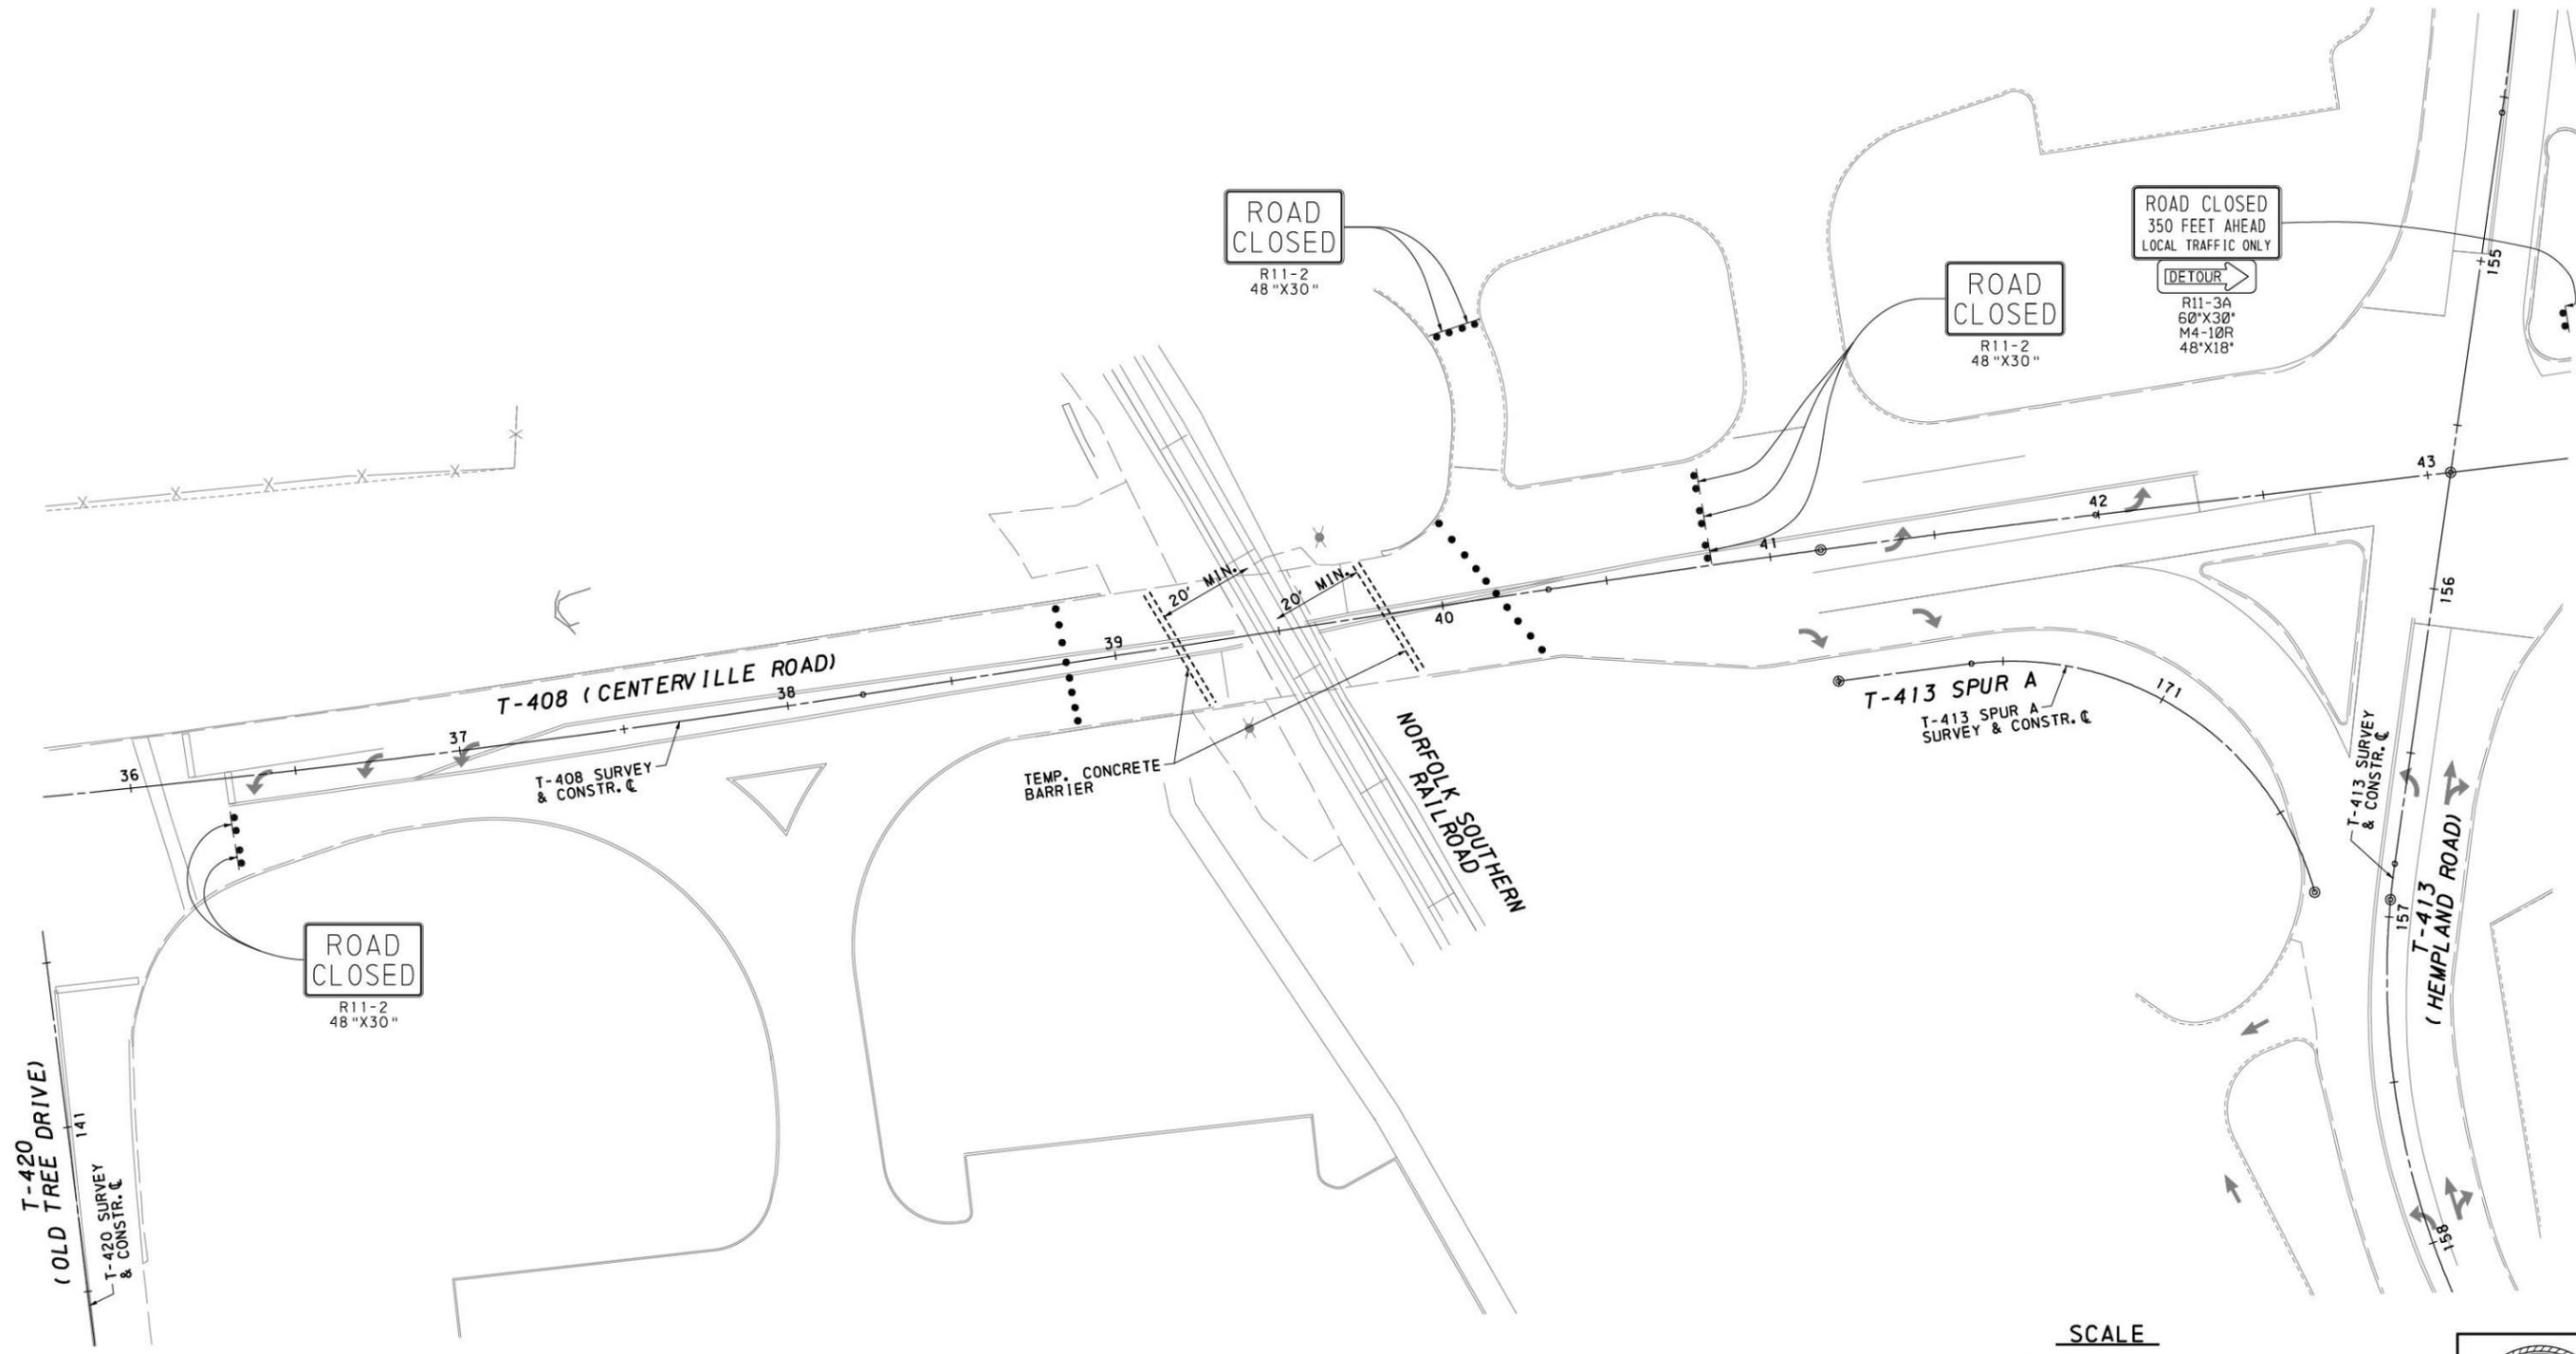 ROAD
CLOSED
R11-2
48"X30"
ROAD CLOSED
350 FEET AHEAD
LOCAL TRAFFIC ONLY
DETOUR
R11-3A
60"X30"
M4-10R
48"X18"
ROAD
CLOSED
R11-2
48"X30"
155
43
42
41
156
20' MIN.
20' MIN.
40
39
T-408 (CENTERVILLE ROAD)
38
37
36
T-408 SURVEY
& CONSTR. ℄
TEMP. CONCRETE
BARRIER
NORFOLK SOUTHERN
RAILROAD
T-413 SPUR A
T-413 SPUR A
SURVEY & CONSTR. ℄
171
T-413 SURVEY
& CONSTR. ℄
157
T-413
(HEMPLAND ROAD)
158
ROAD
CLOSED
R11-2
48"X30"
T-420
(OLD TREE DRIVE)
141
T-420 SURVEY
& CONSTR. ℄
SCALE